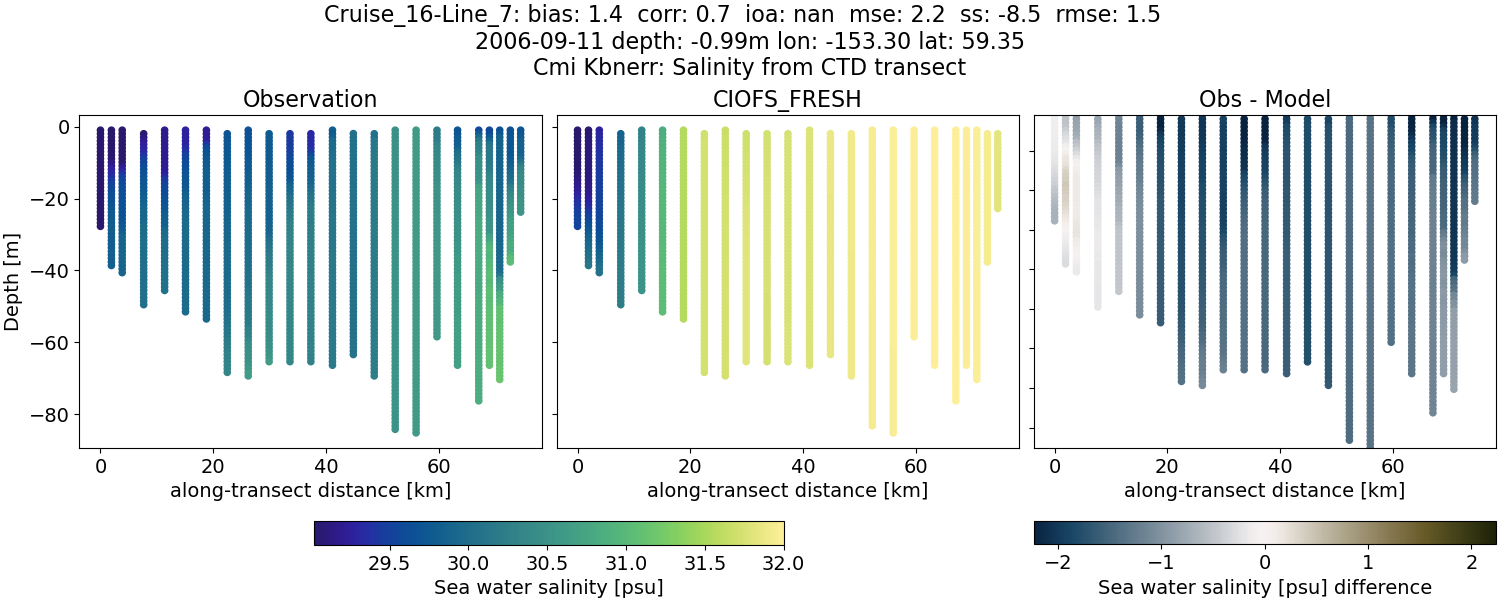 Cruise_16-Line_7: bias: 1.4 corr: 0.7 ioa: nan mse: 2.2 ss: -8.5 rmse: 1.5
2006-09-11 depth: -0.99m lon: -153.30 lat: 59.35
Cmi Kbnerr: Salinity from CTD transect
Observation
CIOFS_FRESH
Obs - Model
Depth [m]
0
−20
−40
−60
−80
0 20 40 60
0 20 40 60
0 20 40 60
along-transect distance [km]
along-transect distance [km]
along-transect distance [km]
29.5 30.0 30.5 31.0 31.5 32.0
Sea water salinity [psu]
−2 −1 0 1 2
Sea water salinity [psu] difference